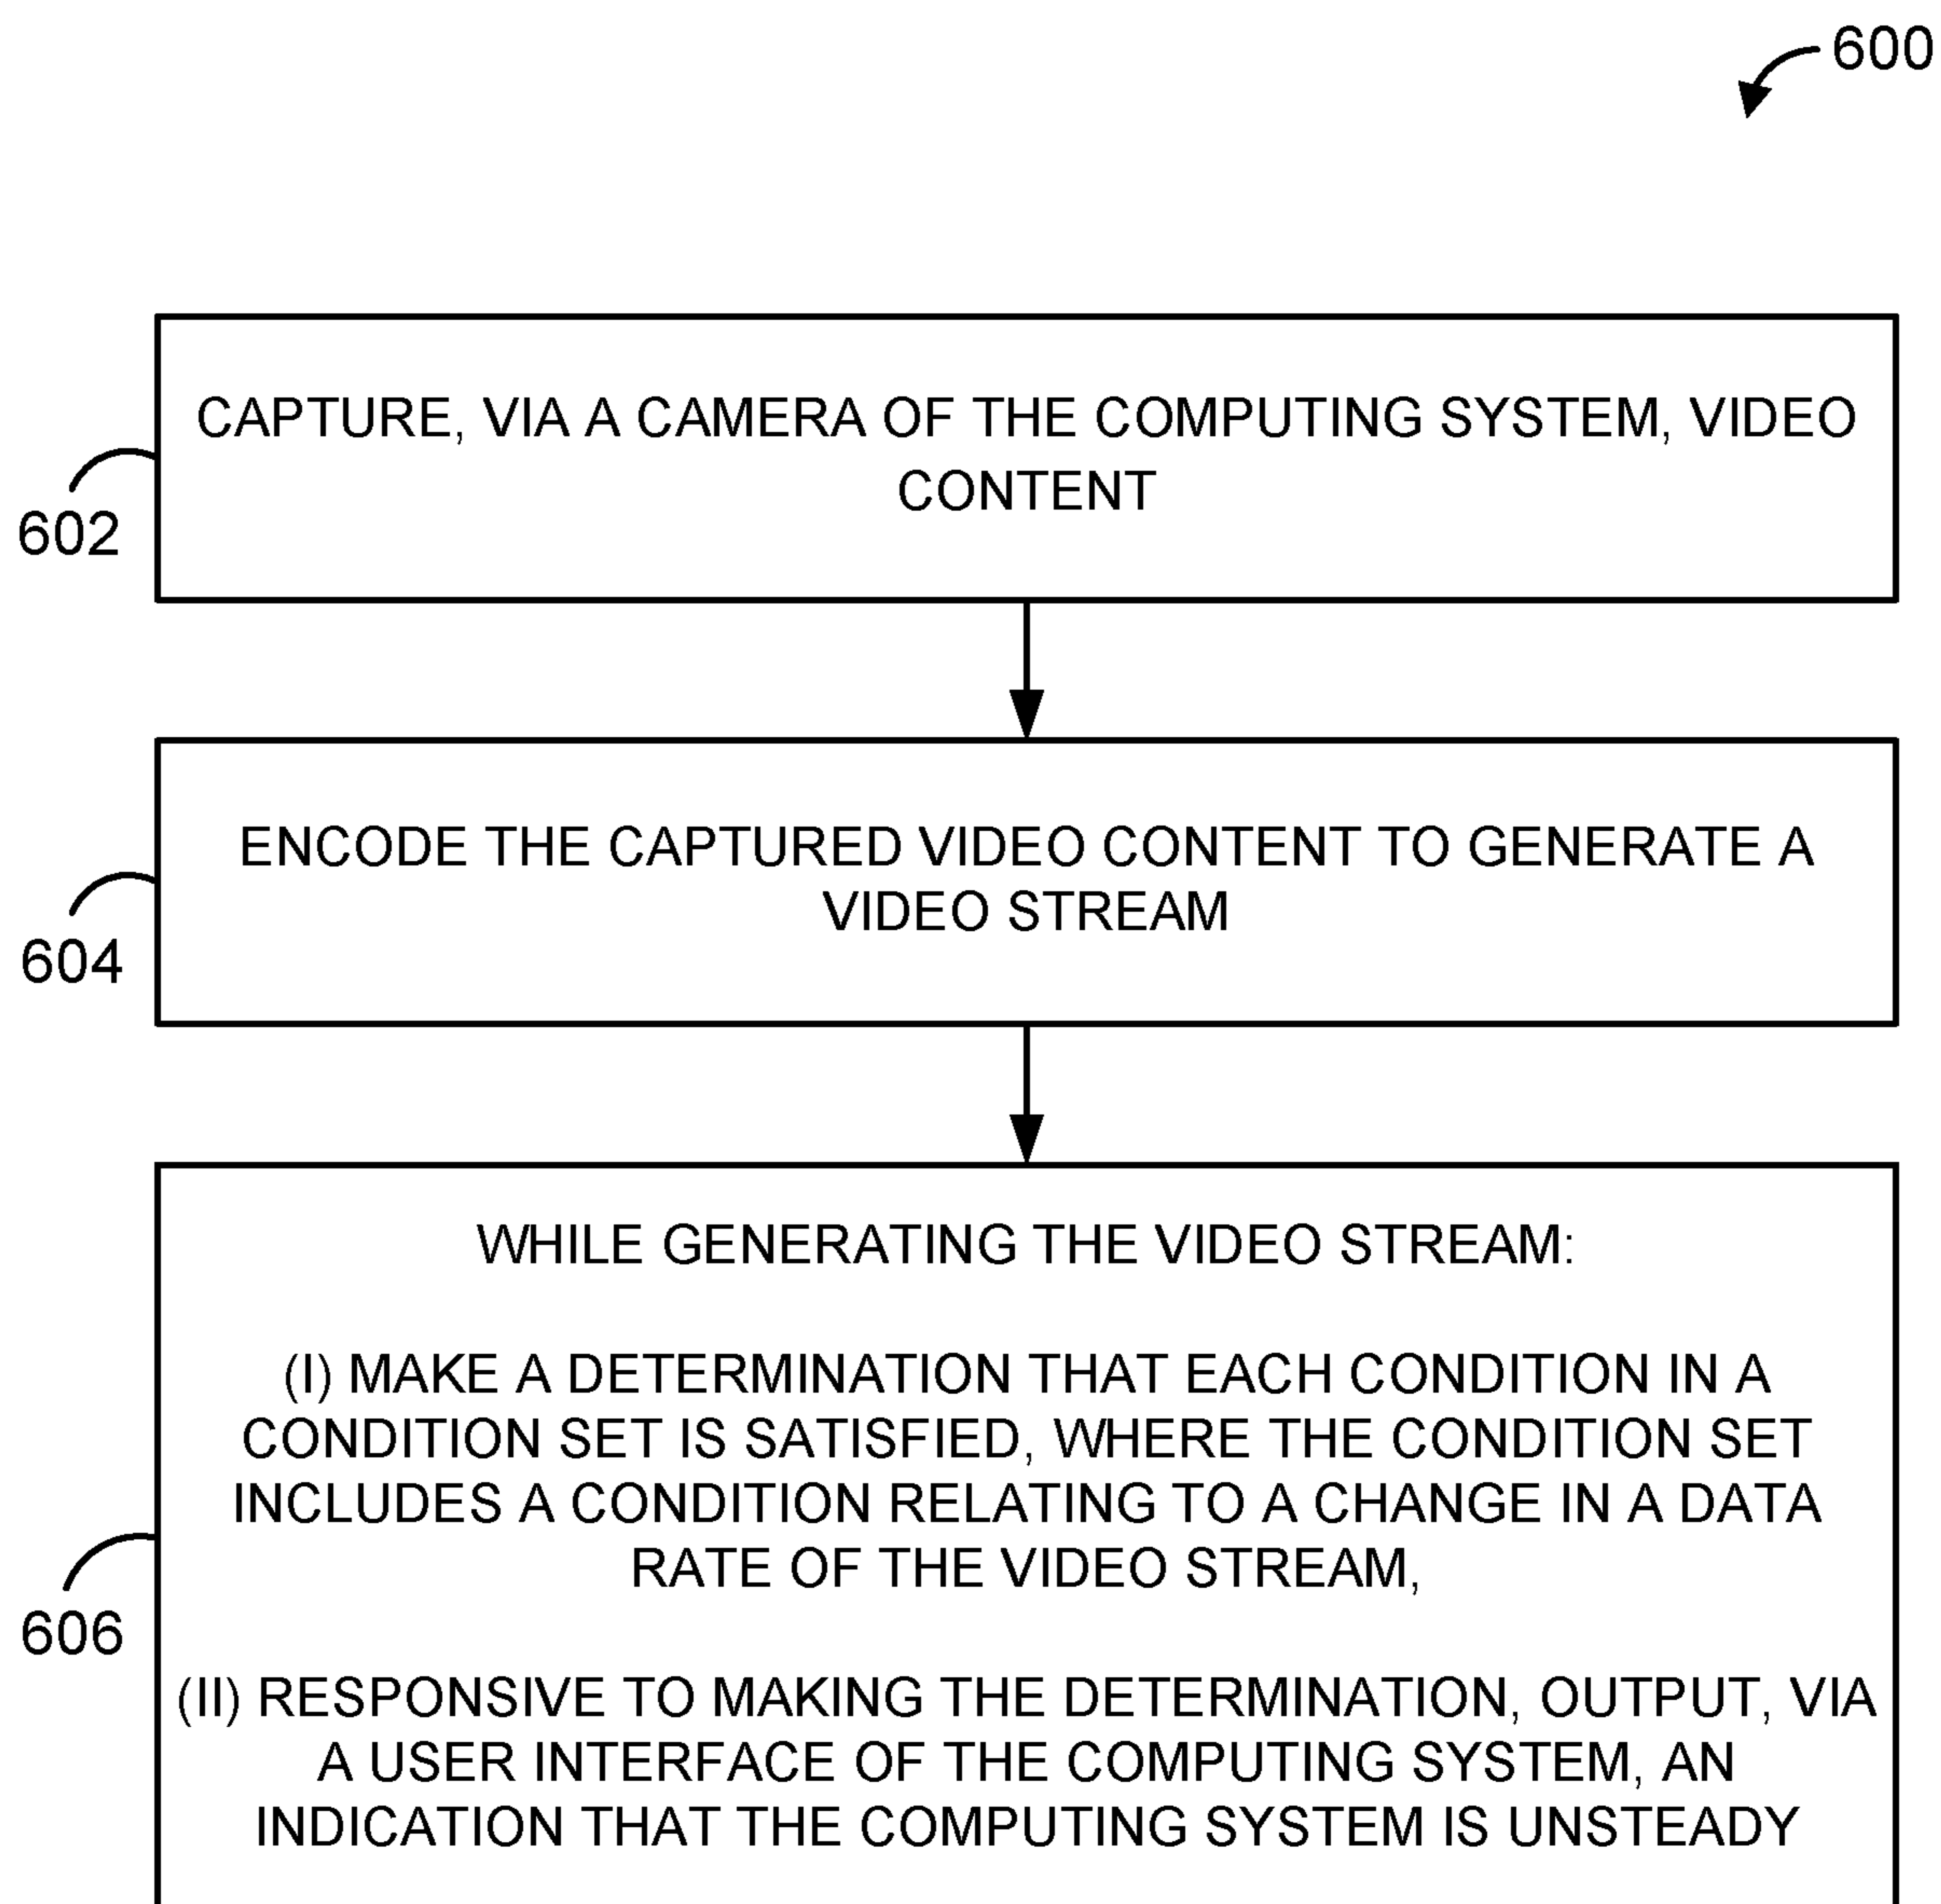 600
CAPTURE, VIA A CAMERA OF THE COMPUTING SYSTEM, VIDEO
CONTENT
602
ENCODE THE CAPTURED VIDEO CONTENT TO GENERATE A
VIDEO STREAM
604
WHILE GENERATING THE VIDEO STREAM:
(I) MAKE A DETERMINATION THAT EACH CONDITION IN A
CONDITION SET IS SATISFIED, WHERE THE CONDITION SET
INCLUDES A CONDITION RELATING TO A CHANGE IN A DATA
RATE OF THE VIDEO STREAM,
606
(II) RESPONSIVE TO MAKING THE DETERMINATION, OUTPUT, VIA
A USER INTERFACE OF THE COMPUTING SYSTEM, AN
INDICATION THAT THE COMPUTING SYSTEM IS UNSTEADY